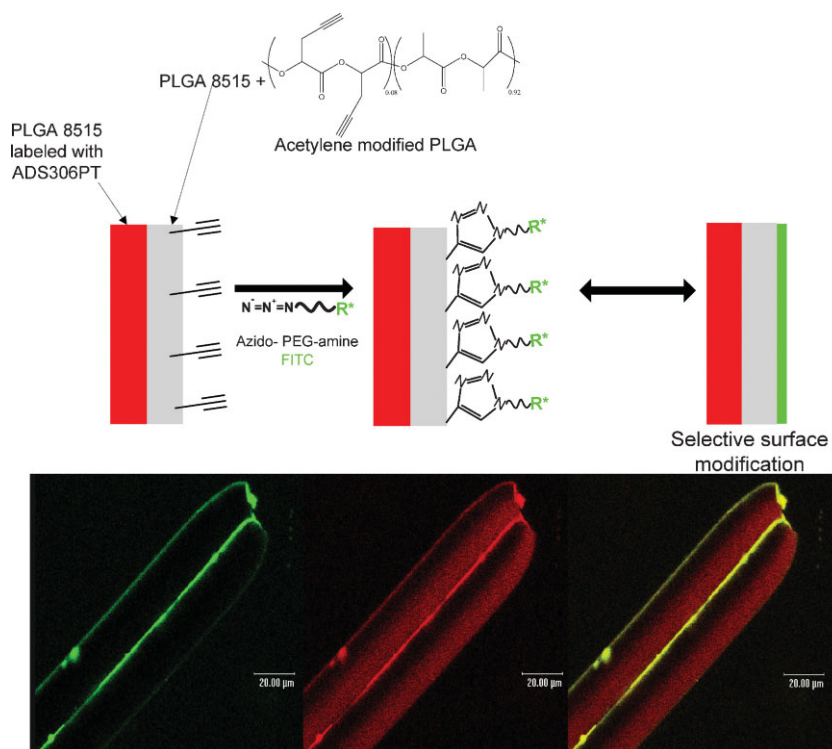 PLGA 8515 +
O
O
O
O
0.08
O
O
O
O
0.92
Acetylene modified PLGA
PLGA 8515
labeled with
ADS306PT
N⁻=N⁺=N R*
Azido- PEG-amine
FITC
N N
N R*
N N
N R*
N N
N R*
N N
N R*
Selective surface
modification
20.00 µm
20.00 µm
20.00 µm